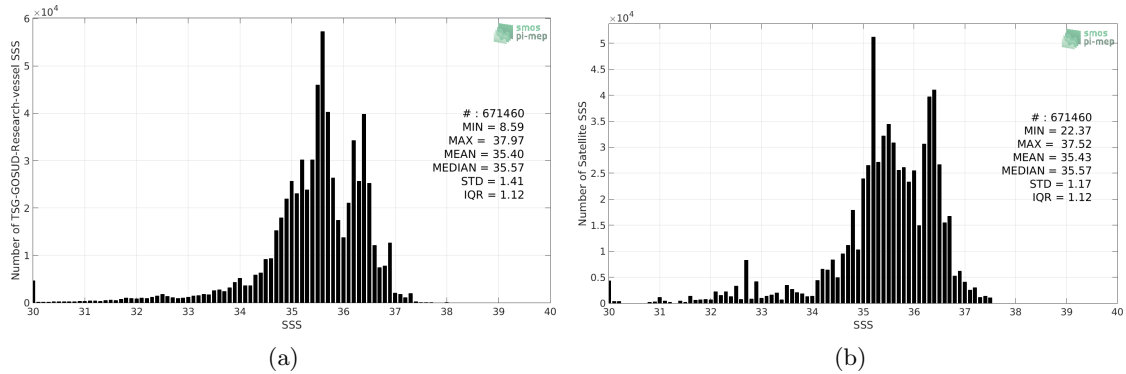 6 ×10⁴
5
4
3
2
1
0
Number of TSG-GOSUD-Research-vessel SSS
30 31 32 33 34 35 36 37 38 39 40
SSS
smos
pi-mep
# : 671460
MIN = 8.59
MAX = 37.97
MEAN = 35.40
MEDIAN = 35.57
STD = 1.41
IQR = 1.12
(a)
×10⁴
5
4.5
4
3.5
3
2.5
2
1.5
1
0.5
0
Number of Satellite SSS
30 31 32 33 34 35 36 37 38 39 40
SSS
smos
pi-mep
# : 671460
MIN = 22.37
MAX = 37.52
MEAN = 35.43
MEDIAN = 35.57
STD = 1.17
IQR = 1.12
(b)